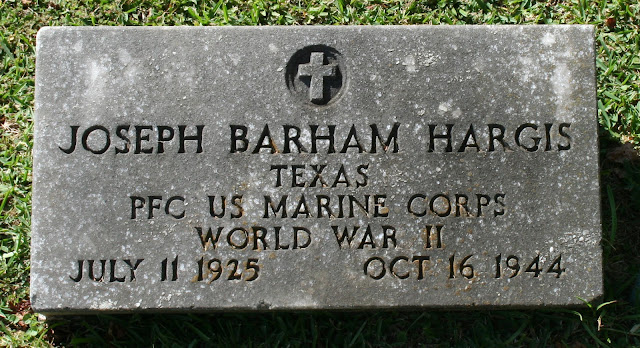 JOSEPH BARHAM HARGIS
TEXAS
PFC US MARINE CORPS
WORLD WAR II
JULY 11 1925 OCT 16 1944